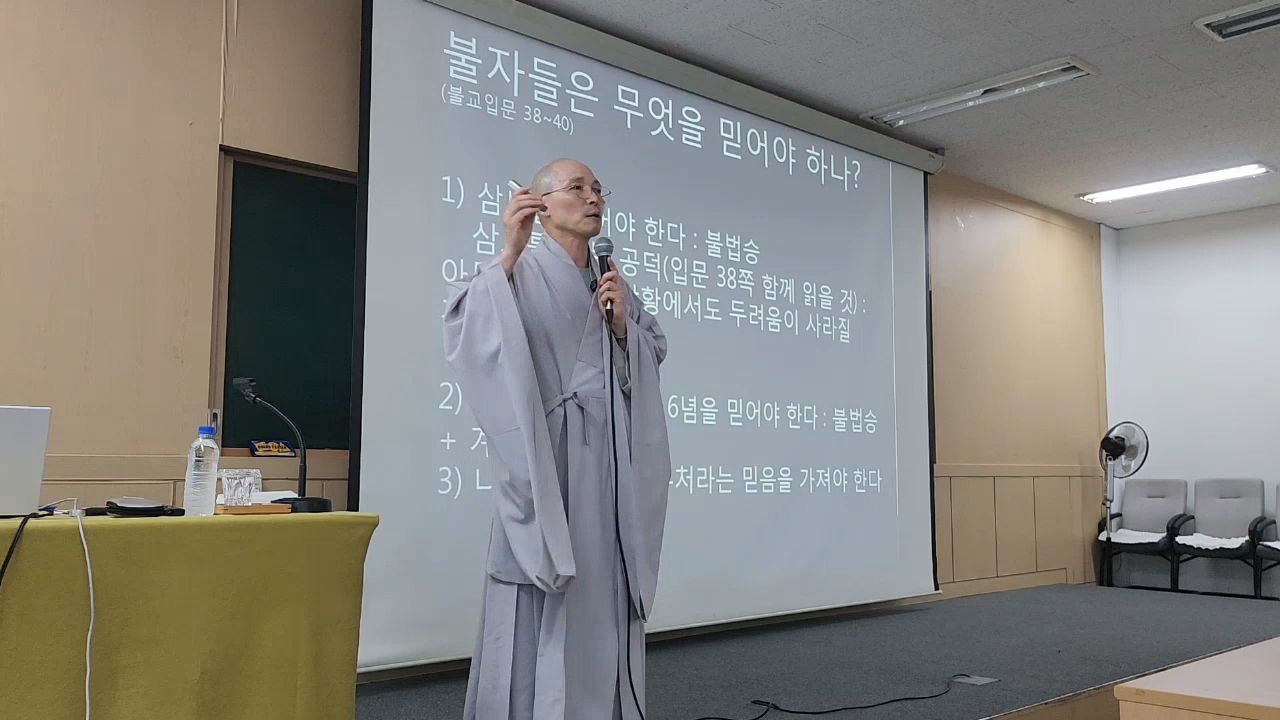 불자들은 무엇을 믿어야 하나?
(불교입문 38~40)
1) 삼 어야 한다 : 불법승
삼 공덕(입문 38쪽 함께 읽을 것) :
황에서도 두려움이 사라질
2) 6념을 믿어야 한다 : 불법승
+
3) 처라는 믿음을 가져야 한다